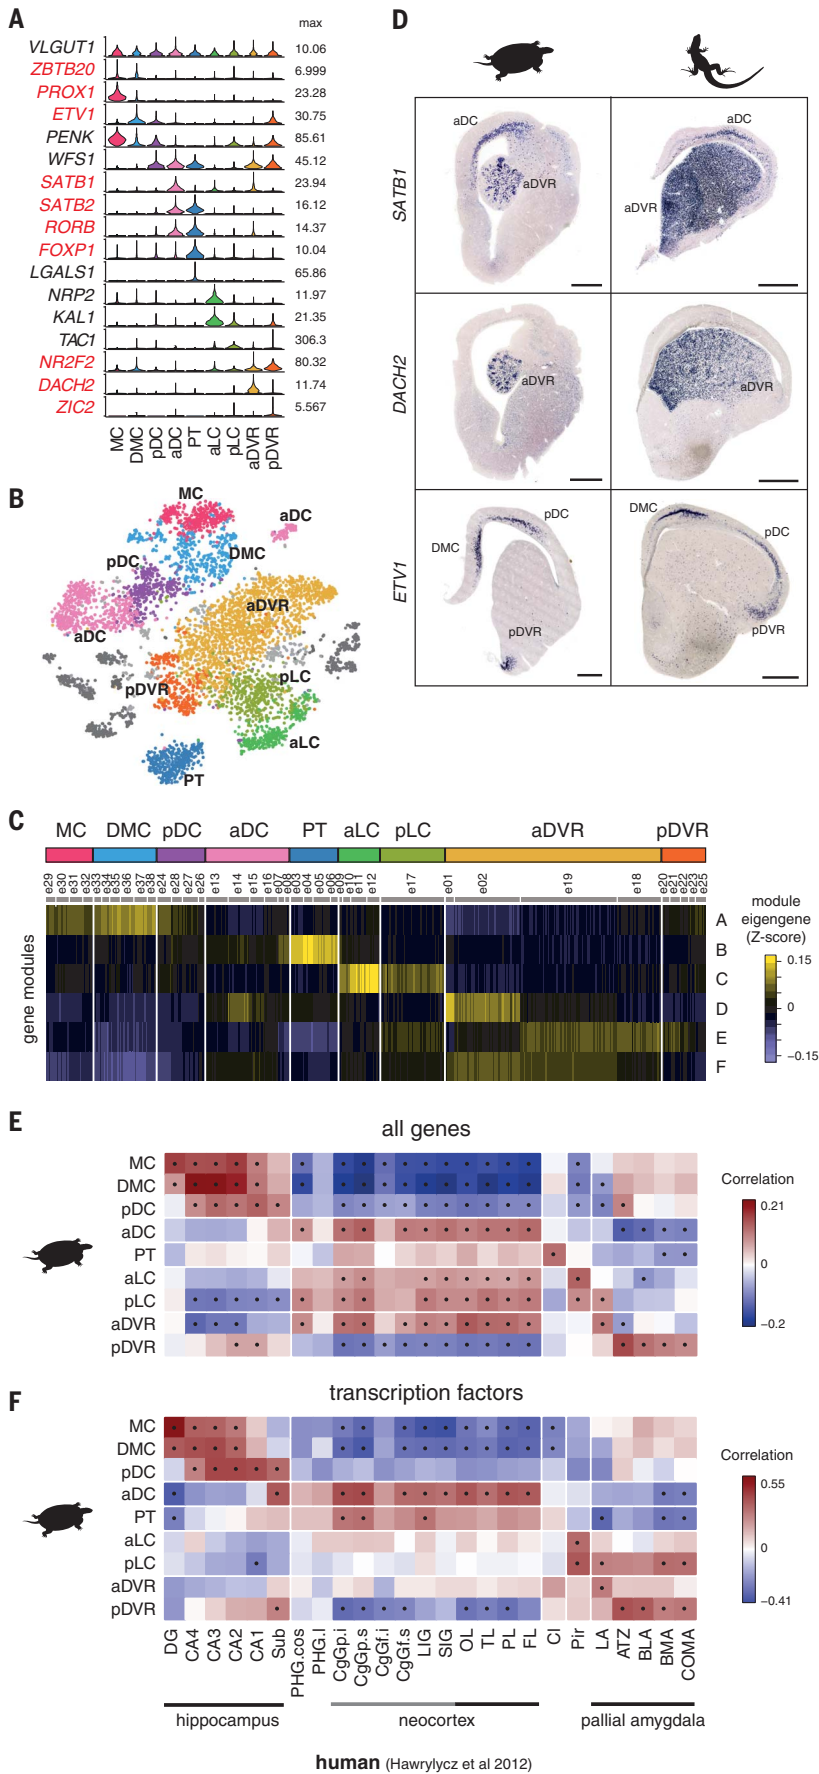 A
max
VLGUT1 10.06
ZBTB20 6.999
PROX1 23.28
ETV1 30.75
PENK 85.61
WFS1 45.12
SATB1 23.94
SATB2 16.12
RORB 14.37
FOXP1 10.04
LGALS1 65.86
NRP2 11.97
KAL1 21.35
TAC1 306.3
NR2F2 80.32
DACH2 11.74
ZIC2 5.567
MC DMC pDC aDC PT aLC pLC aDVR pDVR
B
MC
aDC
DMC
pDC
aDVR
aDC
pLC
pDVR
aLC
PT
D
SATB1
aDC
aDVR
aDC
aDVR
DACH2
aDVR
aDVR
ETV1
DMC
pDC
pDVR
DMC
pDC
pDVR
C
MC DMC pDC aDC PT aLC pLC aDVR pDVR
e29 e30 e31 e32 e33 e34 e35 e36 e37 e38 e24 e28 e27 e26 e13 e14 e15 e16 e07 e08 e03 e04 e05 e06 e09 e10 e11 e12 e17 e01 e02 e19 e18 e20 e21 e22 e23 e25
gene modules
A
B
C
D
E
F
module
eigengene
(Z-score)
0.15
0
−0.15
E
all genes
MC
DMC
pDC
aDC
PT
aLC
pLC
aDVR
pDVR
Correlation
0.21
0
−0.2
F
transcription factors
MC
DMC
pDC
aDC
PT
aLC
pLC
aDVR
pDVR
Correlation
0.55
0
−0.41
DG CA4 CA3 CA2 CA1 Sub PHG.cos PHG.l CgGp.i CgGp.s CgGf.i CgGf.s LIG SIG OL TL PL FL Cl Pir LA ATZ BLA BMA COMA
hippocampus neocortex pallial amygdala
human (Hawrylycz et al 2012)